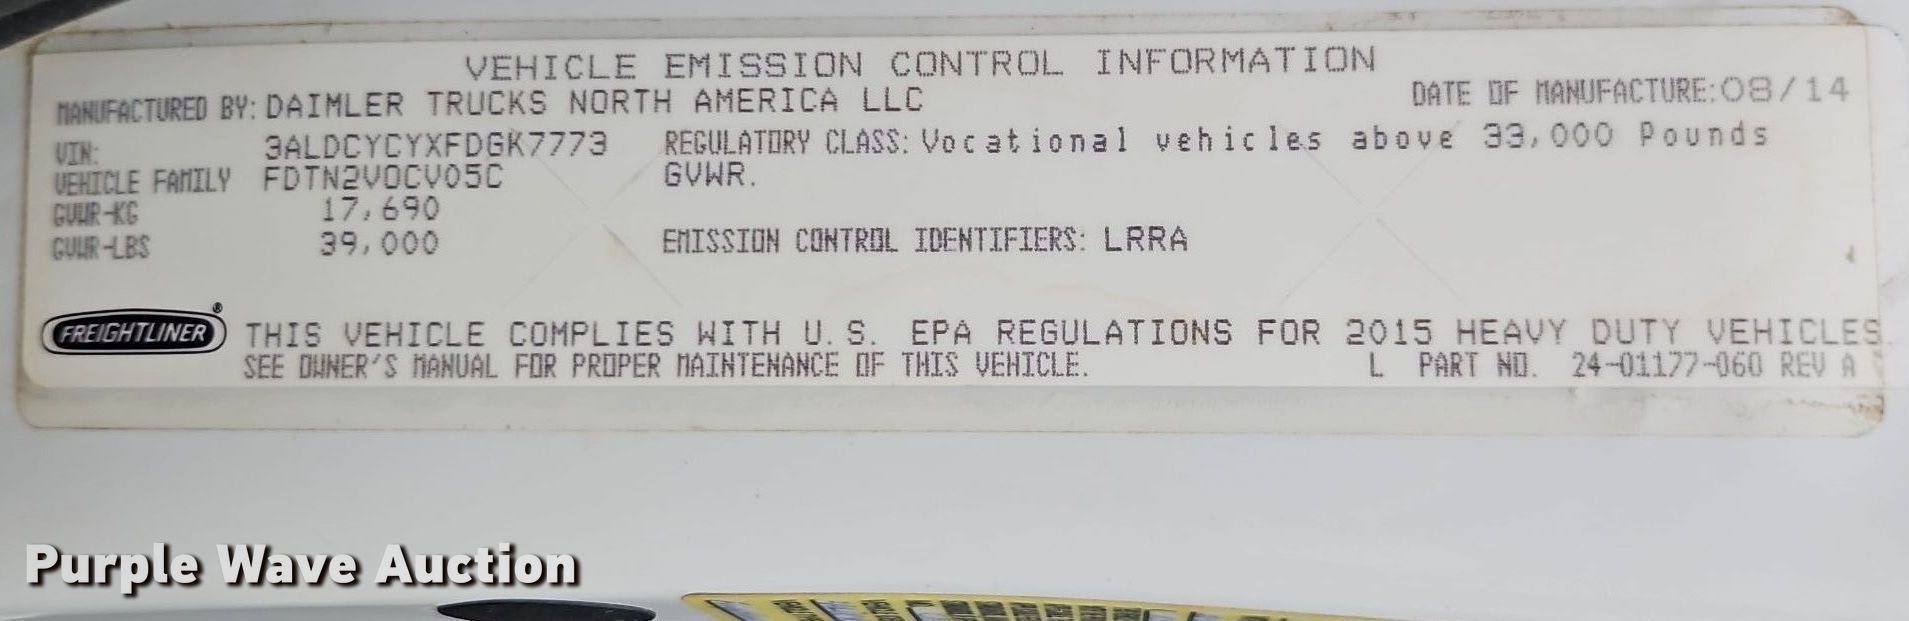 VEHICLE EMISSION CONTROL INFORMATION
MANUFACTURED BY: DAIMLER TRUCKS NORTH AMERICA LLC
DATE OF MANUFACTURE: 08/14
VIN: 3ALDCYCYXFDGK7773
REGULATORY CLASS: Vocational vehicles above 33,000 Pounds
VEHICLE FAMILY FDTN2VOCV05C
GVWR.
GVWR-KG 17,690
GVWR-LBS 39,000
EMISSION CONTROL IDENTIFIERS: LRRA
FREIGHTLINER® THIS VEHICLE COMPLIES WITH U.S. EPA REGULATIONS FOR 2015 HEAVY DUTY VEHICLES.
SEE OWNER'S MANUAL FOR PROPER MAINTENANCE OF THIS VEHICLE.
L PART NO. 24-01177-060 REV A
Purple Wave Auction